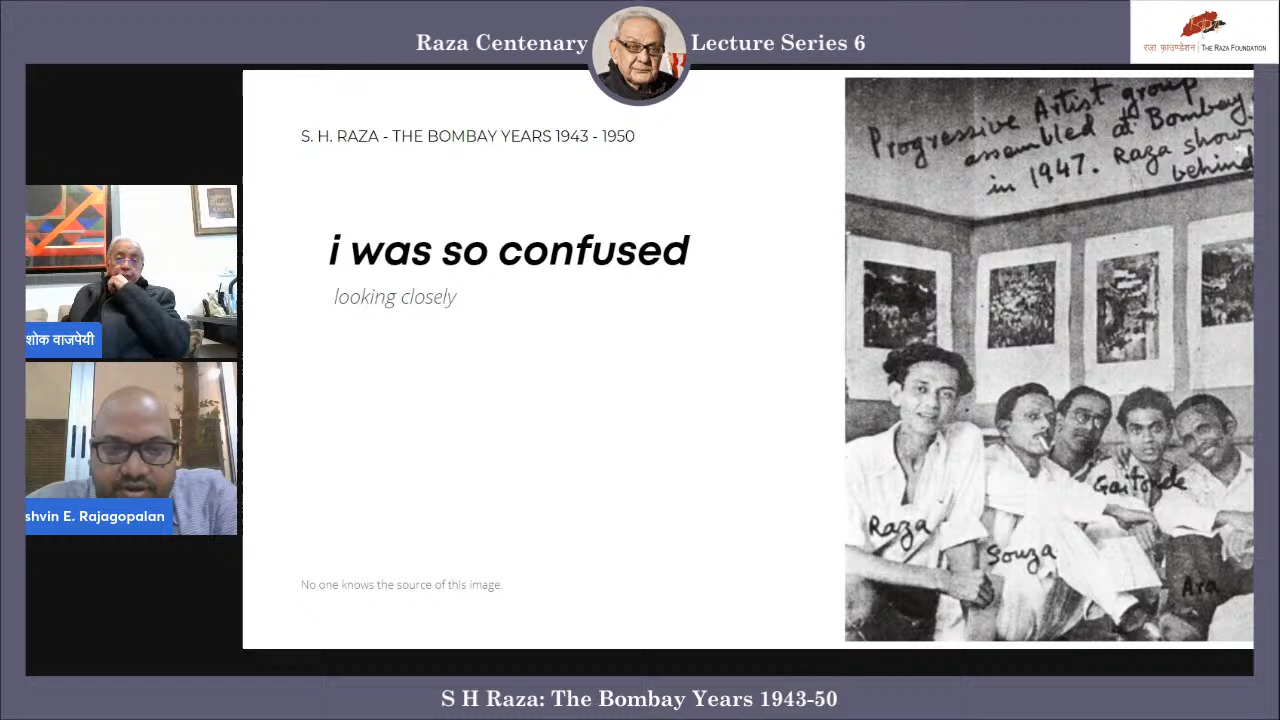 Raza Centenary Lecture Series 6
रज़ा फ़ाउण्डेशन | THE RAZA FOUNDATION
S. H. RAZA - THE BOMBAY YEARS 1943 - 1950
i was so confused
looking closely
No one knows the source of this image.
Progressive Artist group
assembled at Bombay
in 1947. Raza show
behind
Raza
Souza
Gaitonde
Ara
शोक वाजपेयी
shvin E. Rajagopalan
S H Raza: The Bombay Years 1943-50